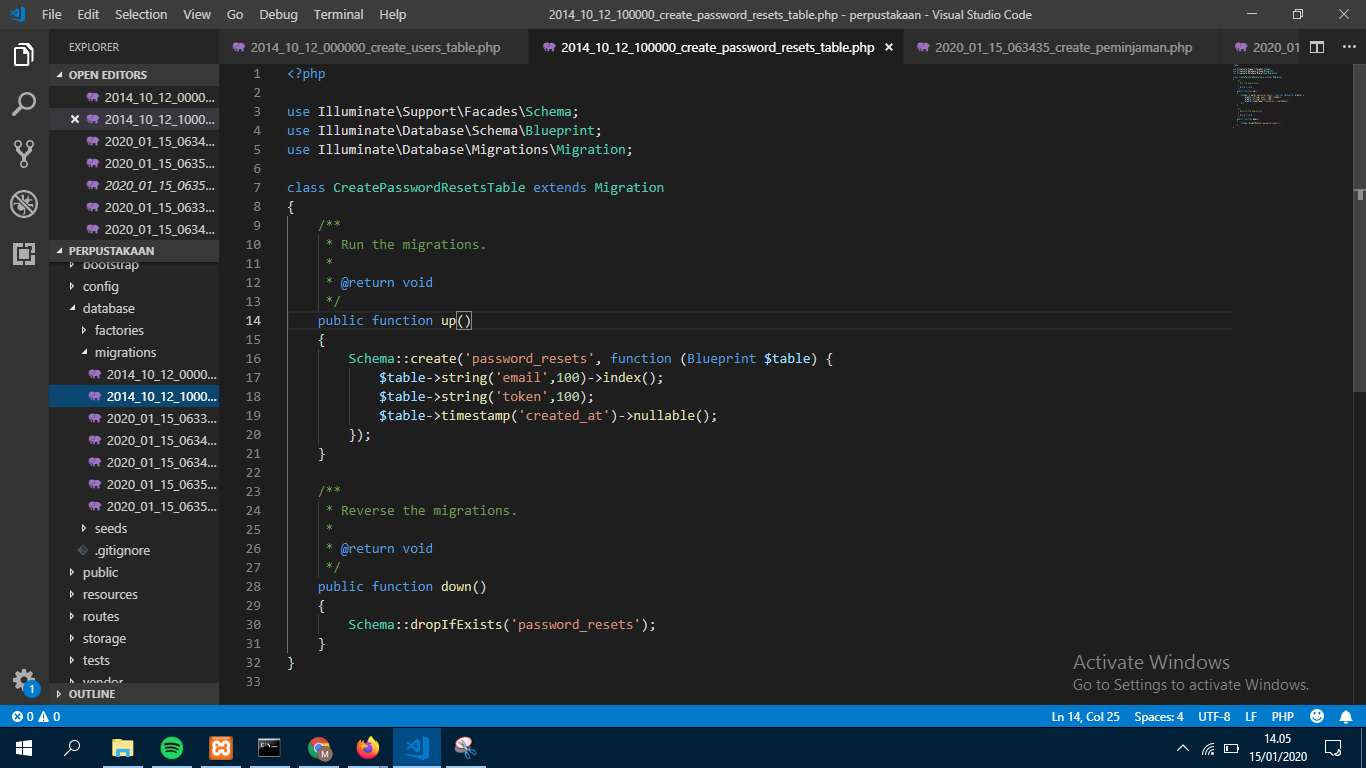 File Edit Selection View Go Debug Terminal Help
2014_10_12_100000_create_password_resets_table.php - perpustakaan - Visual Studio Code
EXPLORER
OPEN EDITORS
2014_10_12_0000...
2014_10_12_1000...
2020_01_15_0634...
2020_01_15_0635...
2020_01_15_0635...
2020_01_15_0633...
2020_01_15_0634...
PERPUSTAKAAN
bootstrap
config
database
factories
migrations
2014_10_12_0000...
2014_10_12_1000...
2020_01_15_0633...
2020_01_15_0634...
2020_01_15_0634...
2020_01_15_0635...
2020_01_15_0635...
seeds
.gitignore
public
resources
routes
storage
tests
vendor
OUTLINE
1
2014_10_12_000000_create_users_table.php
2014_10_12_100000_create_password_resets_table.php
2020_01_15_063435_create_peminjaman.php
2020_01
1 <?php
2
3 use Illuminate\Support\Facades\Schema;
4 use Illuminate\Database\Schema\Blueprint;
5 use Illuminate\Database\Migrations\Migration;
6
7 class CreatePasswordResetsTable extends Migration
8 {
9 /**
10 * Run the migrations.
11 *
12 * @return void
13 */
14 public function up()
15 {
16 Schema::create('password_resets', function (Blueprint $table) {
17 $table->string('email',100)->index();
18 $table->string('token',100);
19 $table->timestamp('created_at')->nullable();
20 });
21 }
22
23 /**
24 * Reverse the migrations.
25 *
26 * @return void
27 */
28 public function down()
29 {
30 Schema::dropIfExists('password_resets');
31 }
32 }
33
Activate Windows
Go to Settings to activate Windows.
0 0
Ln 14, Col 25 Spaces: 4 UTF-8 LF PHP
M
14.05
15/01/2020